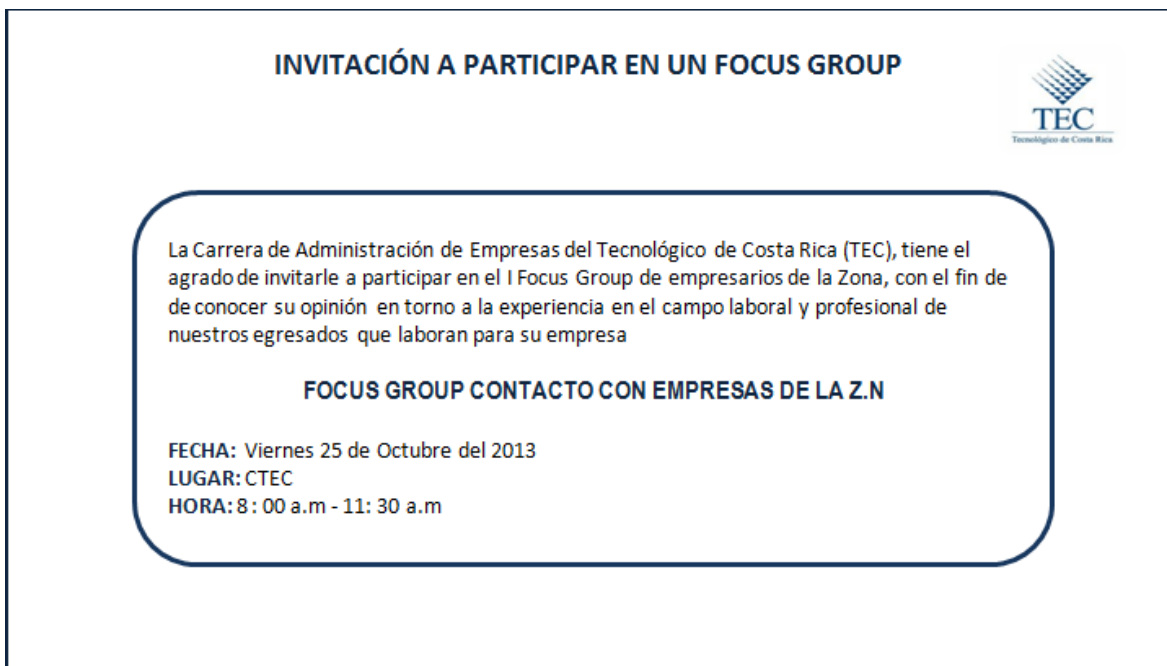 INVITACIÓN A PARTICIPAR EN UN FOCUS GROUP
TEC
Tecnológico de Costa Rica
La Carrera de Administración de Empresas del Tecnológico de Costa Rica (TEC), tiene el
agrado de invitarle a participar en el I Focus Group de empresarios de la Zona, con el fin de
de conocer su opinión en torno a la experiencia en el campo laboral y profesional de
nuestros egresados que laboran para su empresa
FOCUS GROUP CONTACTO CON EMPRESAS DE LA Z.N
FECHA: Viernes 25 de Octubre del 2013
LUGAR: CTEC
HORA: 8 : 00 a.m - 11: 30 a.m